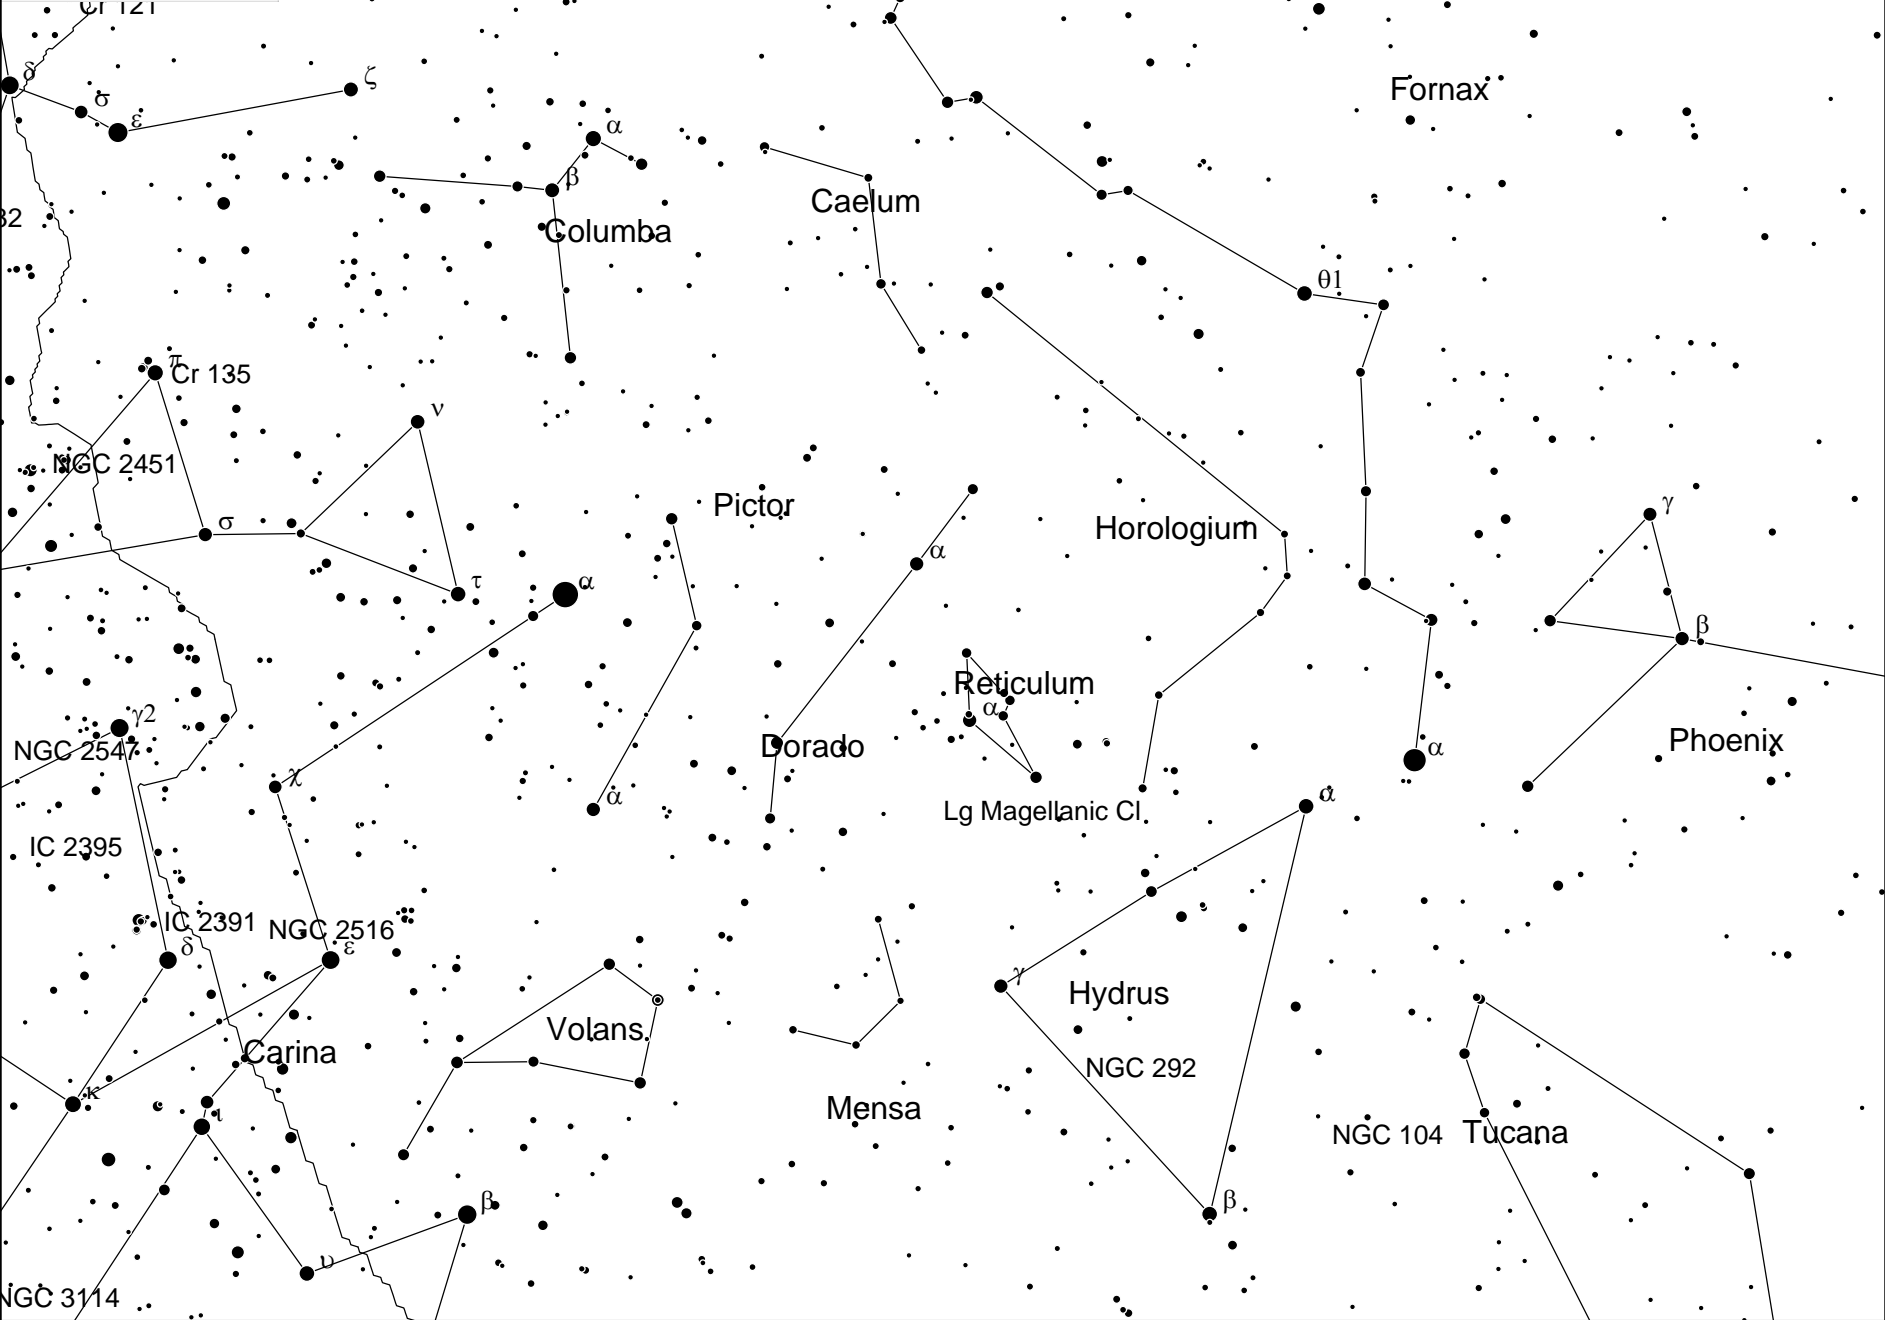 Cr 121
δ
ζ
σ
ε
Fornax
α
β
Caelum
32
Columba
θ1
π
Cr 135
ν
NGC 2451
Pictor
γ
σ
Horologium
α
τ
α
β
Reticulum
α
γ2
NGC 2547
Dorado
α
Phoenix
χ
α
α
Lg Magellanic Cl
IC 2395
IC 2391
NGC 2516
δ
ε
γ
Hydrus
Volans
Carina
NGC 292
κ
ι
Mensa
NGC 104
Tucana
β
β
υ
NGC 3114